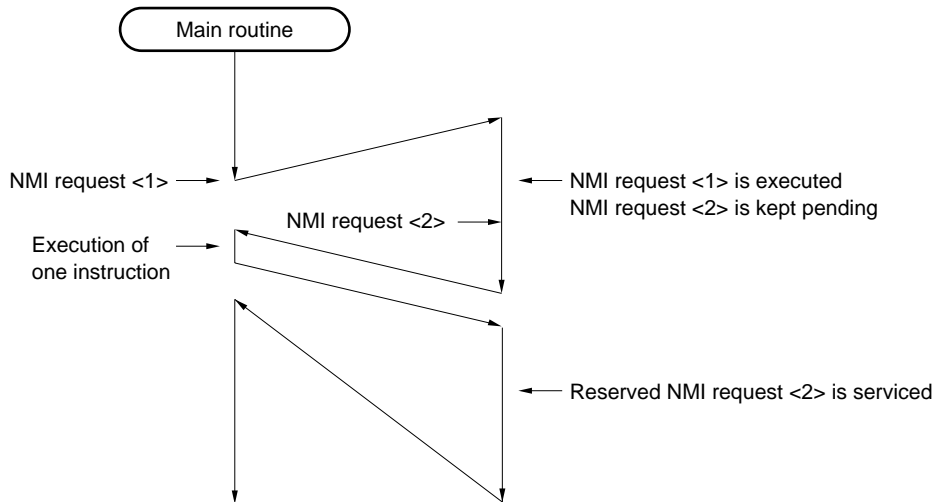 Main routine
NMI request <1>
NMI request <1> is executed
NMI request <2> is kept pending
NMI request <2>
Execution of
one instruction
Reserved NMI request <2> is serviced